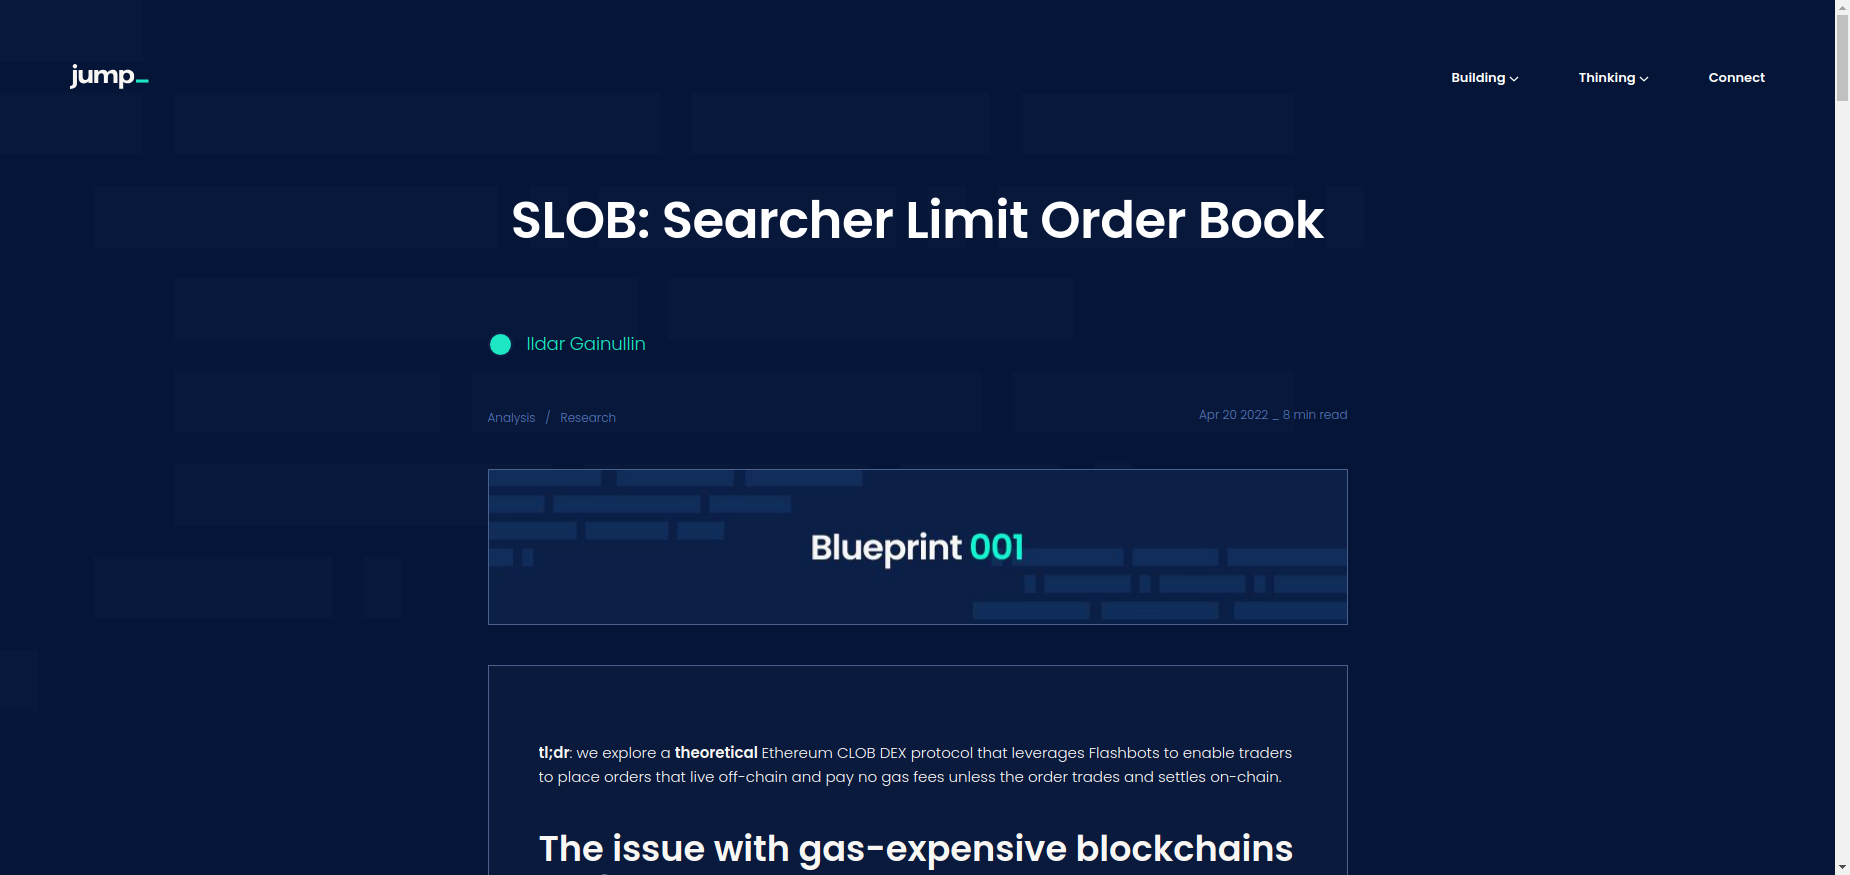 jump_
Building
Thinking
Connect
SLOB: Searcher Limit Order Book
Ildar Gainullin
Analysis / Research
Apr 20 2022 _ 8 min read
Blueprint 001
tl;dr: we explore a theoretical Ethereum CLOB DEX protocol that leverages Flashbots to enable traders
to place orders that live off-chain and pay no gas fees unless the order trades and settles on-chain.
The issue with gas-expensive blockchains